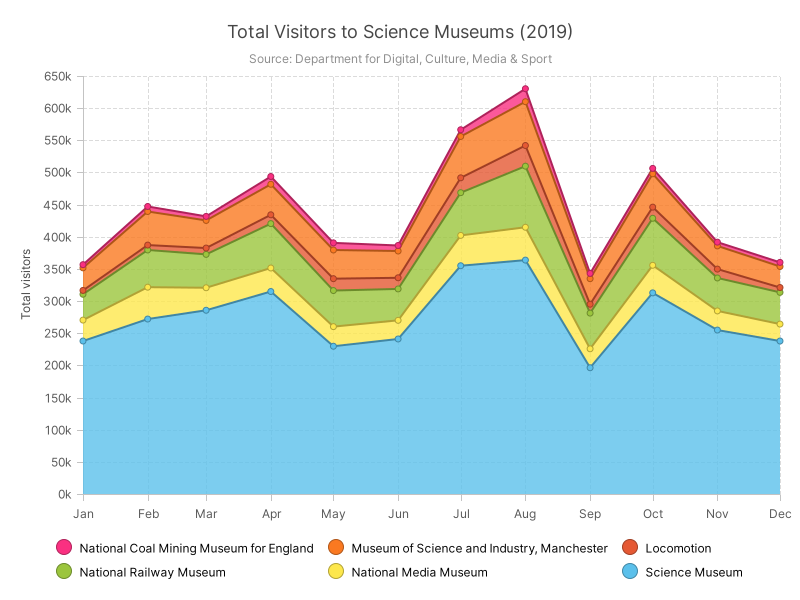 Total Visitors to Science Museums (2019)
Source: Department for Digital, Culture, Media & Sport
Total visitors
650k
600k
550k
500k
450k
400k
350k
300k
250k
200k
150k
100k
50k
0k
Jan Feb Mar Apr May Jun Jul Aug Sep Oct Nov Dec
National Coal Mining Museum for England Museum of Science and Industry, Manchester Locomotion
National Railway Museum National Media Museum Science Museum